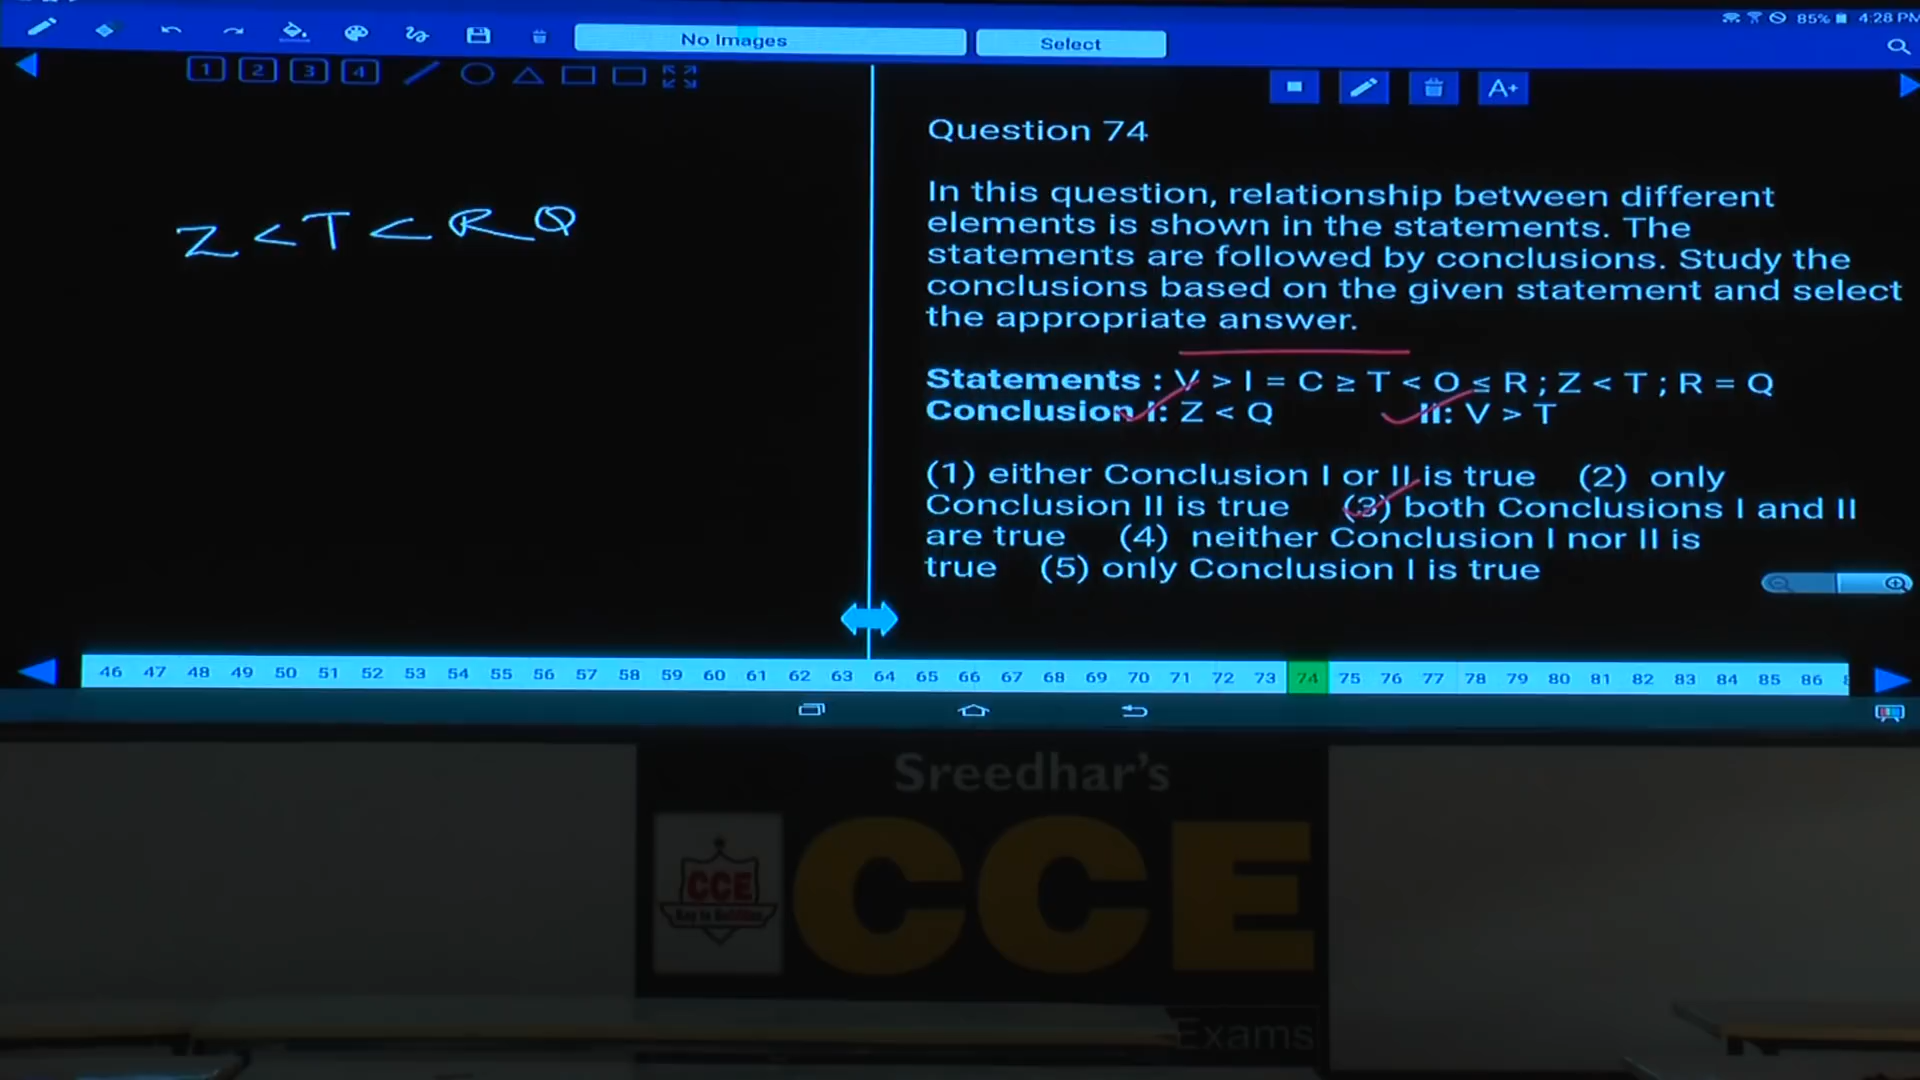 85% 4:28 PM
No Images Select
1 2 3 4 A+
Question 74
Z < T < R Q
In this question, relationship between different
elements is shown in the statements. The
statements are followed by conclusions. Study the
conclusions based on the given statement and select
the appropriate answer.
Statements : V > I = C ≥ T < O ≤ R ; Z < T ; R = Q
Conclusion I: Z < Q II: V > T
(1) either Conclusion I or II is true (2) only
Conclusion II is true (3) both Conclusions I and II
are true (4) neither Conclusion I nor II is
true (5) only Conclusion I is true
46 47 48 49 50 51 52 53 54 55 56 57 58 59 60 61 62 63 64 65 66 67 68 69 70 71 72 73 74 75 76 77 78 79 80 81 82 83 84 85 86
Sreedhar's
CCE
CCE
Exams